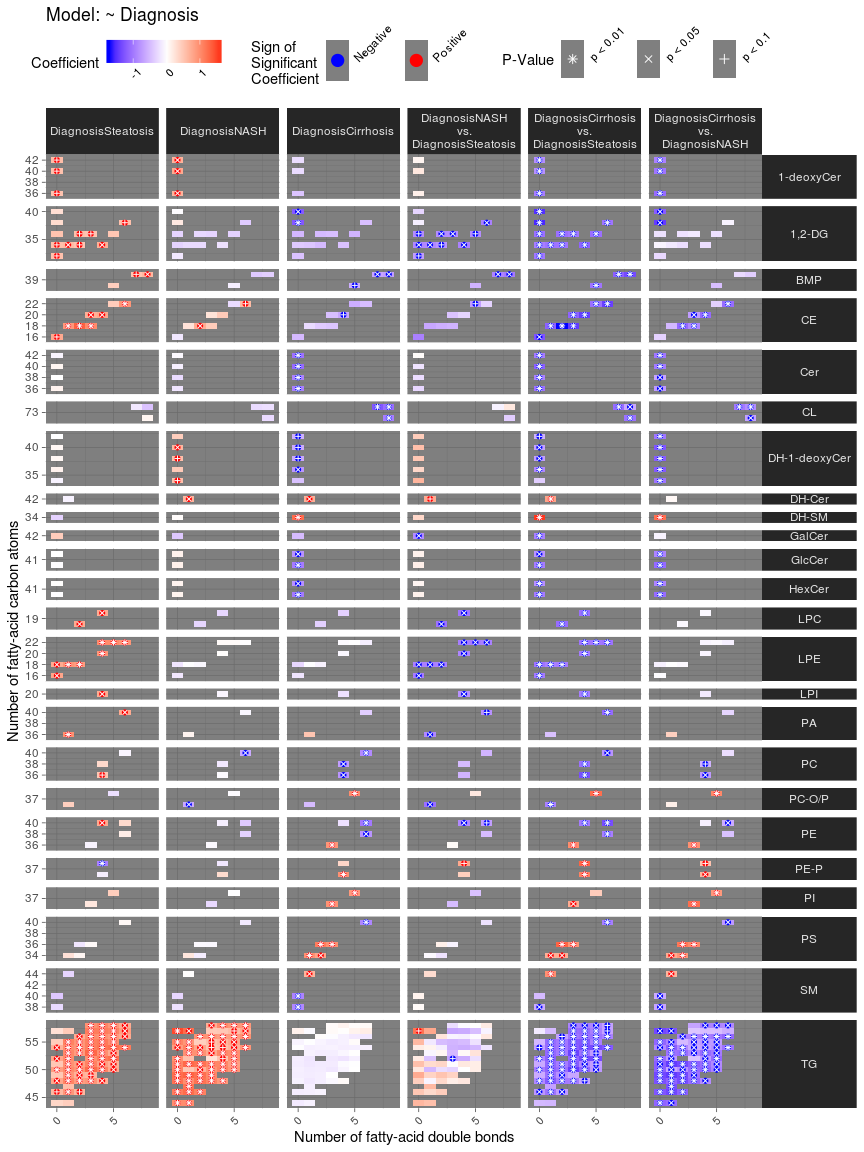 Model: ~ Diagnosis
Coefficient
-1
0
1
Sign of
Significant
Coefficient
Negative
Positive
P-Value
p < 0.01
p < 0.05
p < 0.1
DiagnosisSteatosis
DiagnosisNASH
DiagnosisCirrhosis
DiagnosisNASH
vs.
DiagnosisSteatosis
DiagnosisCirrhosis
vs.
DiagnosisSteatosis
DiagnosisCirrhosis
vs.
DiagnosisNASH
Number of fatty-acid carbon atoms
42
40
38
36
1-deoxyCer
40
35
1,2-DG
39
BMP
22
20
18
16
CE
42
40
38
36
Cer
73
CL
40
35
DH-1-deoxyCer
42
DH-Cer
34
DH-SM
42
GalCer
41
GlcCer
41
HexCer
19
LPC
22
20
18
16
LPE
20
LPI
40
38
36
PA
40
38
36
PC
37
PC-O/P
40
38
36
PE
37
PE-P
37
PI
40
38
36
34
PS
44
42
40
38
SM
55
50
45
TG
0 5 0 5 0 5 0 5 0 5 0 5
Number of fatty-acid double bonds